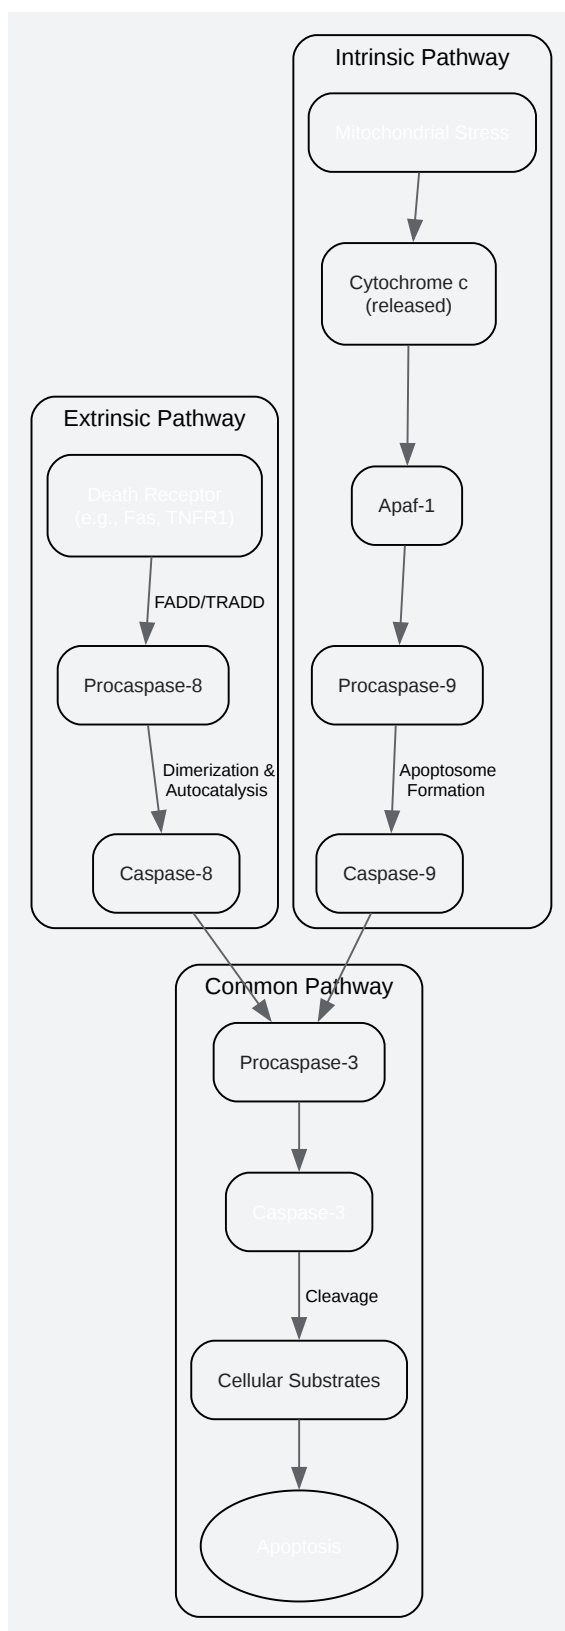 Intrinsic Pathway
Mitochondrial Stress
Cytochrome c
(released)
Extrinsic Pathway
Death Receptor
(e.g., Fas, TNFR1)
Apaf-1
FADD/TRADD
Procaspase-8
Procaspase-9
Dimerization &
Autocatalysis
Apoptosome
Formation
Caspase-8
Caspase-9
Common Pathway
Procaspase-3
Caspase-3
Cleavage
Cellular Substrates
Apoptosis